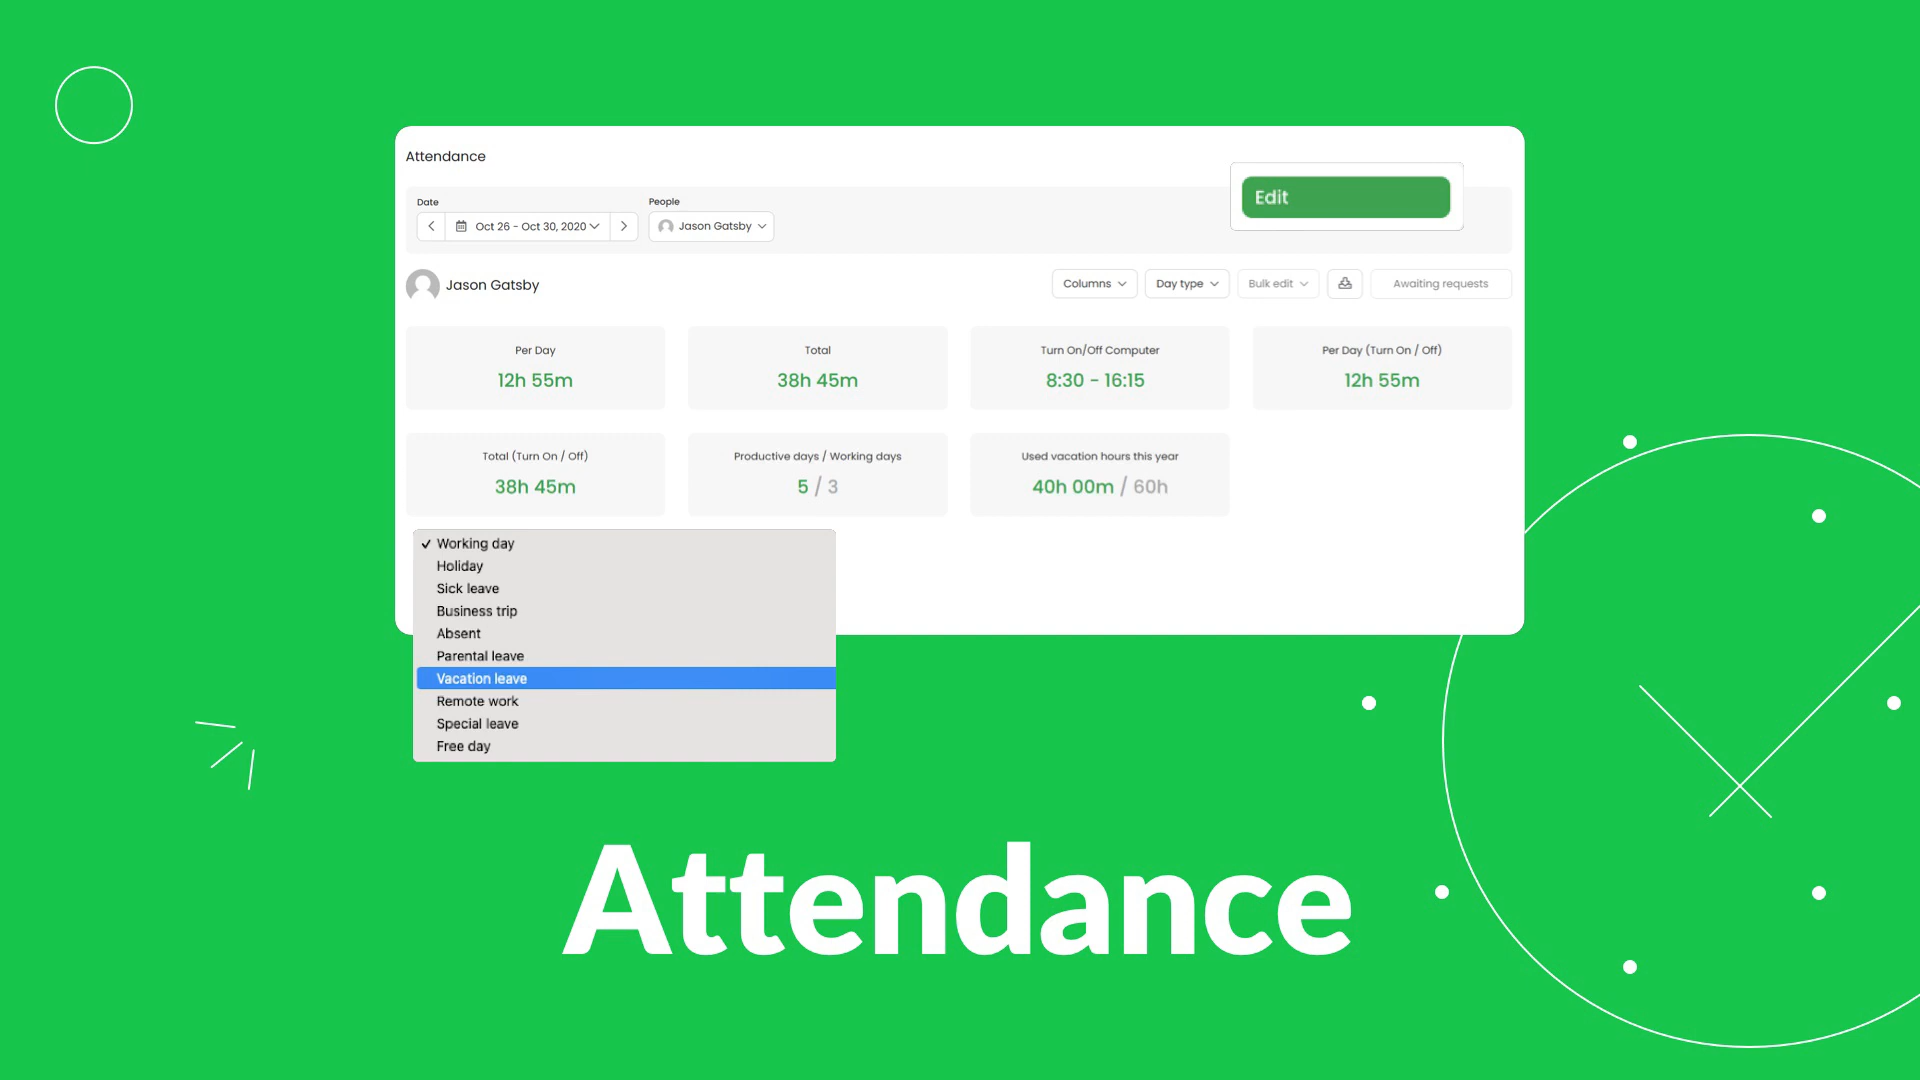 Attendance
Edit
Date
People
Oct 26 - Oct 30, 2020
Jason Gatsby
Jason Gatsby
Columns
Day type
Bulk edit
Awaiting requests
Per Day
Total
Turn On/Off Computer
Per Day (Turn On / Off)
12h 55m
38h 45m
8:30 - 16:15
12h 55m
Total (Turn On / Off)
Productive days / Working days
Used vacation hours this year
38h 45m
5 / 3
40h 00m / 60h
✓ Working day
Holiday
Sick leave
Business trip
Absent
Parental leave
Vacation leave
Remote work
Special leave
Free day
Attendance